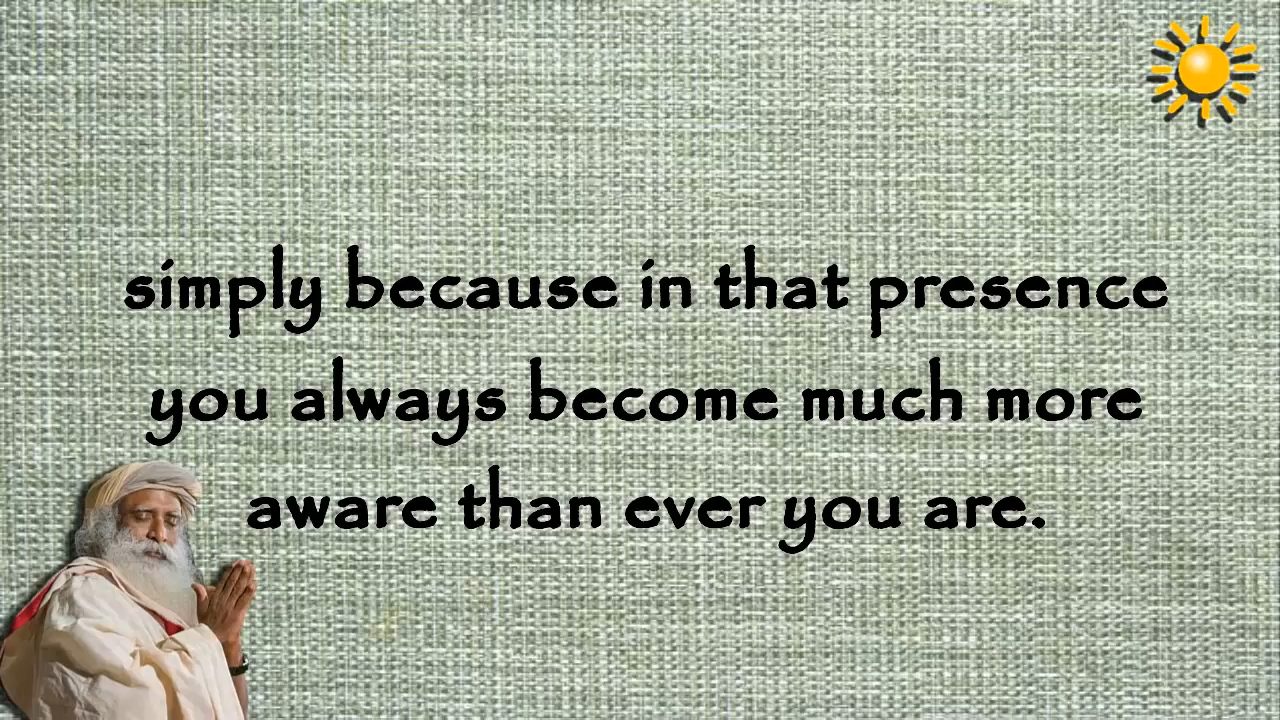 simply because in that presence
you always become much more
aware than ever you are.